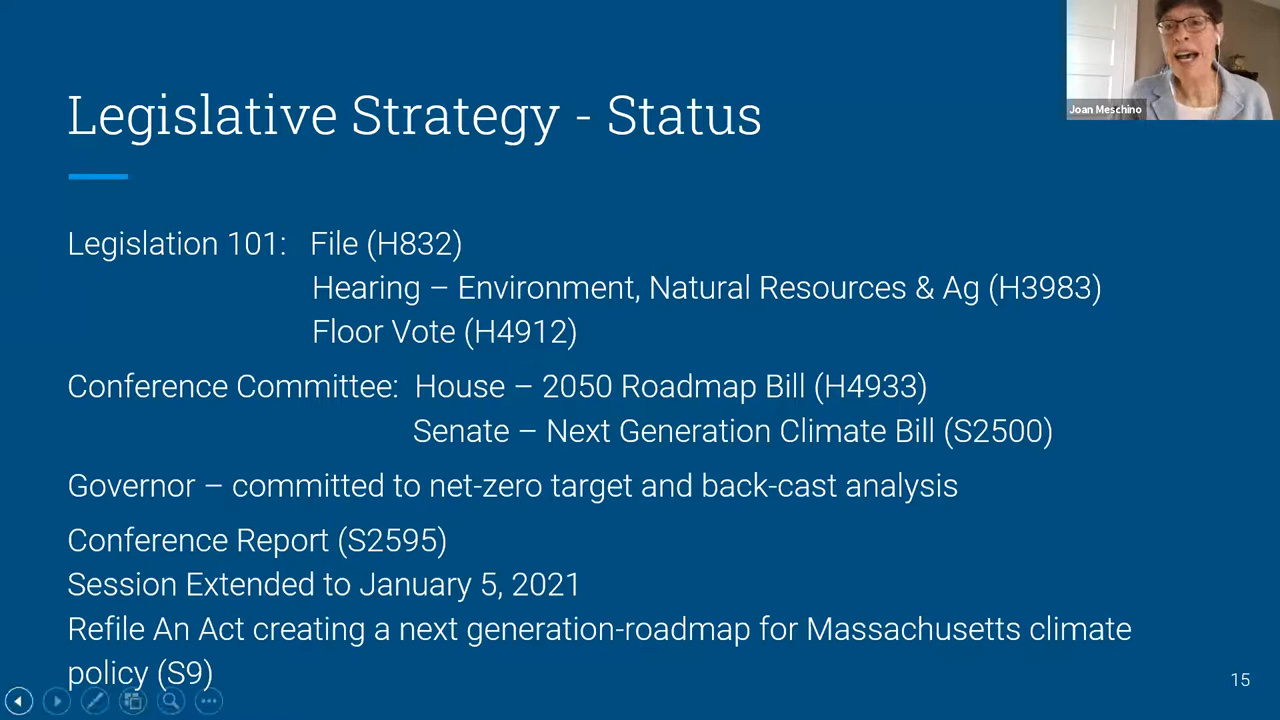 Joan Meschino
Legislative Strategy - Status
Legislation 101: File (H832)
Hearing – Environment, Natural Resources & Ag (H3983)
Floor Vote (H4912)
Conference Committee: House – 2050 Roadmap Bill (H4933)
Senate – Next Generation Climate Bill (S2500)
Governor – committed to net-zero target and back-cast analysis
Conference Report (S2595)
Session Extended to January 5, 2021
Refile An Act creating a next generation-roadmap for Massachusetts climate
policy (S9)
15